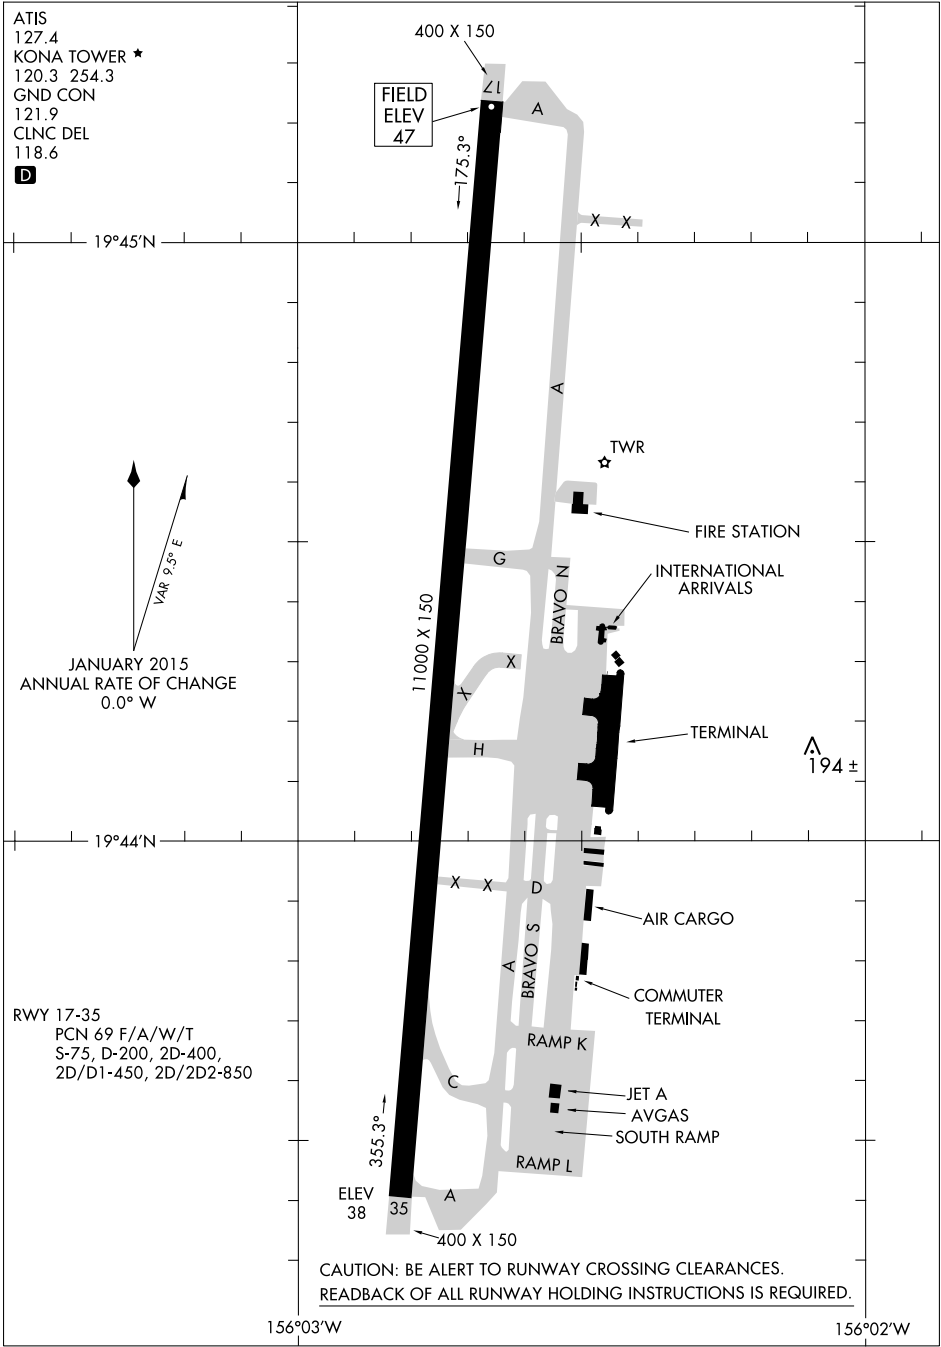 ATIS
127.4
KONA TOWER
120.3 254.3
GND CON
121.9
CLNC DEL
118.6
D
400 X 150
17
FIELD
ELEV
47
A
175.3°
X X
19°45'N
A
TWR
FIRE STATION
G
INTERNATIONAL
ARRIVALS
BRAVO N
VAR 9.5° E
11000 X 150
JANUARY 2015
ANNUAL RATE OF CHANGE
0.0° W
X
X
H
TERMINAL
194 ±
19°44'N
X X
D
AIR CARGO
A
BRAVO S
COMMUTER
TERMINAL
RWY 17-35
PCN 69 F/A/W/T
S-75, D-200, 2D-400,
2D/D1-450, 2D/2D2-850
RAMP K
C
JET A
AVGAS
SOUTH RAMP
355.3°
RAMP L
ELEV
38
35
A
400 X 150
CAUTION: BE ALERT TO RUNWAY CROSSING CLEARANCES.
READBACK OF ALL RUNWAY HOLDING INSTRUCTIONS IS REQUIRED.
156°03'W
156°02'W